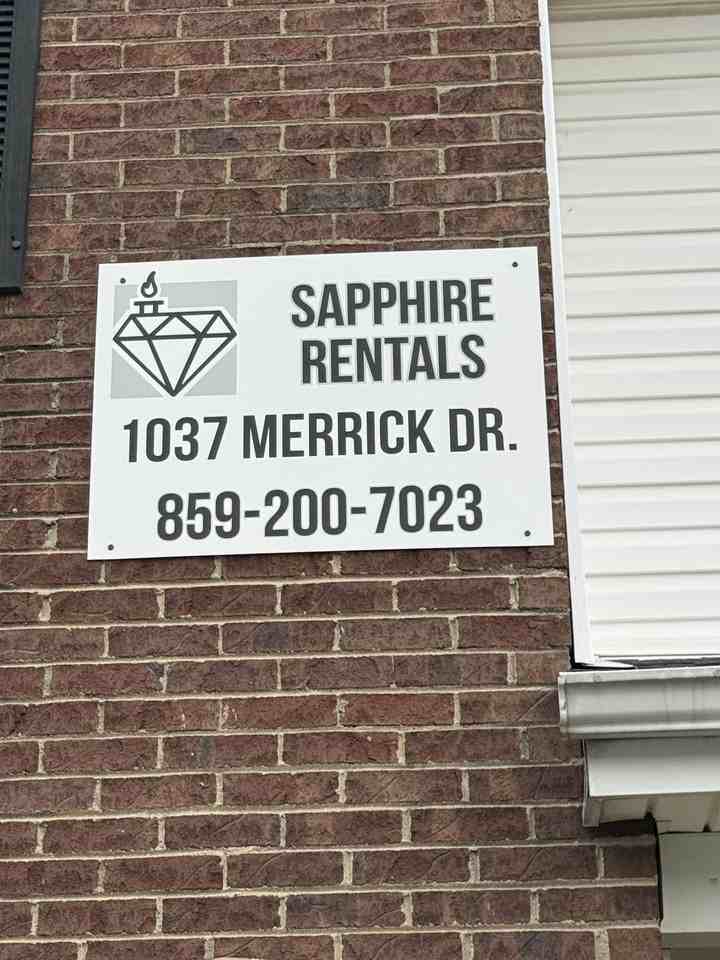 SAPPHIRE
RENTALS
1037 MERRICK DR.
859-200-7023